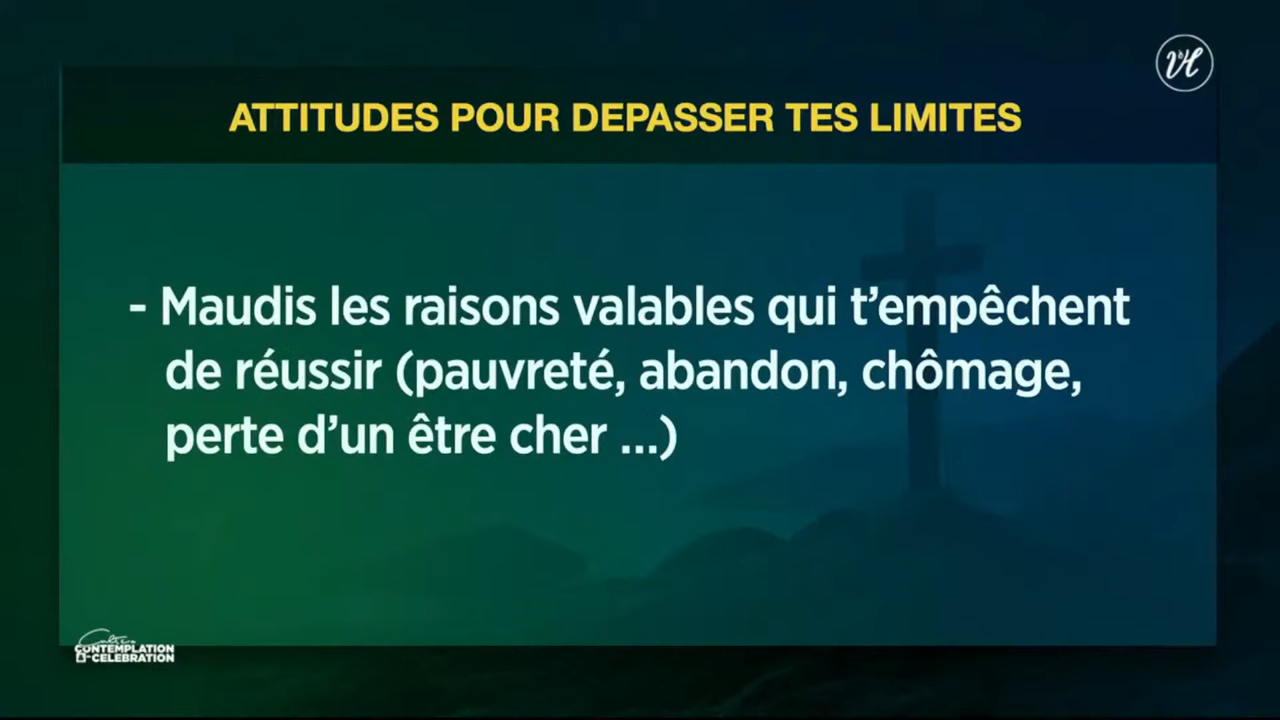 ATTITUDES POUR DEPASSER TES LIMITES
- Maudis les raisons valables qui t’empêchent
de réussir (pauvreté, abandon, chômage,
perte d’un être cher ...)
Culte
CONTEMPLATION
& CELEBRATION